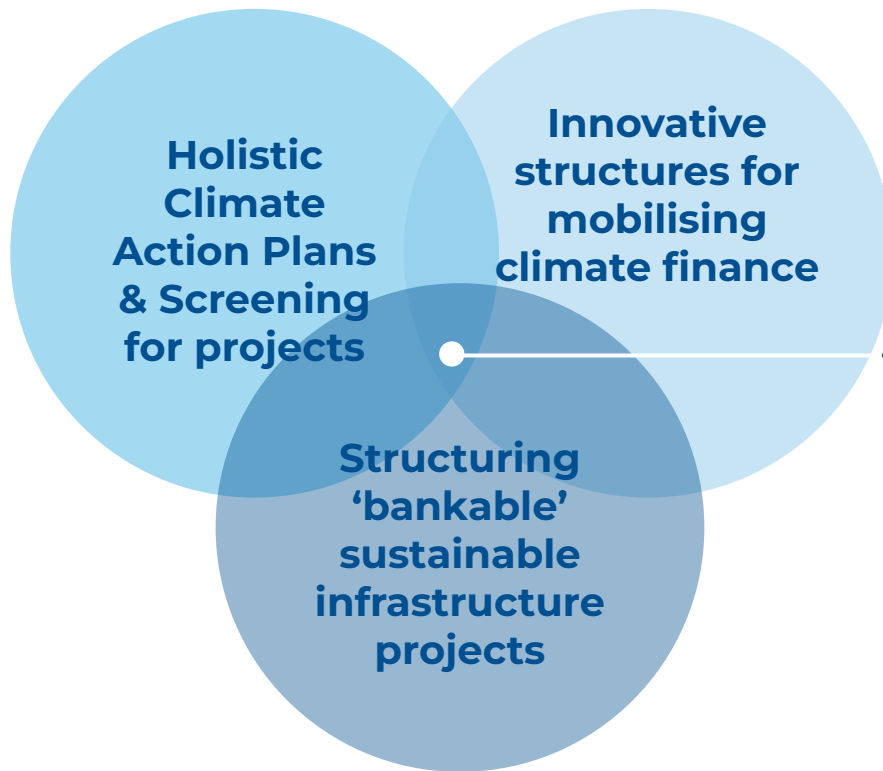 Holistic
Climate
Action Plans
& Screening
for projects
Innovative
structures for
mobilising
climate finance
Structuring
‘bankable’
sustainable
infrastructure
projects